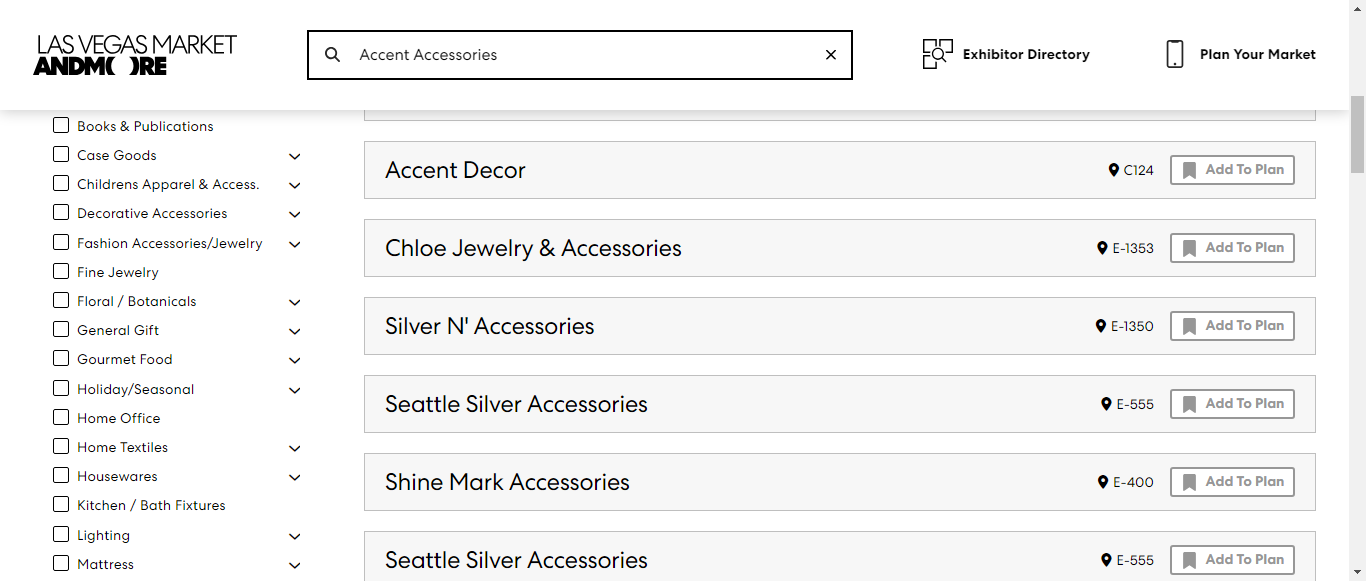 LAS VEGAS MARKET
ANDMORE
Accent Accessories
Exhibitor Directory
Plan Your Market
Books & Publications
Case Goods
Childrens Apparel & Access.
Decorative Accessories
Fashion Accessories/Jewelry
Fine Jewelry
Floral / Botanicals
General Gift
Gourmet Food
Holiday/Seasonal
Home Office
Home Textiles
Housewares
Kitchen / Bath Fixtures
Lighting
Mattress
Accent Decor C124 Add To Plan
Chloe Jewelry & Accessories E-1353 Add To Plan
Silver N' Accessories E-1350 Add To Plan
Seattle Silver Accessories E-555 Add To Plan
Shine Mark Accessories E-400 Add To Plan
Seattle Silver Accessories E-555 Add To Plan